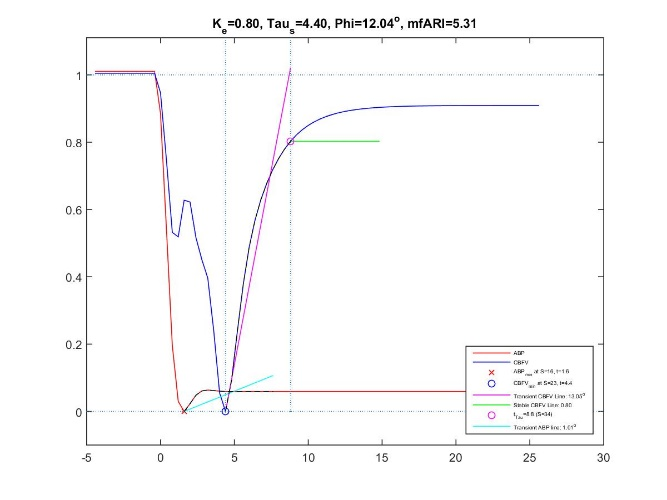 K_e=0.80, Tau_s=4.40, Phi=12.04°, mfARI=5.31
1
0.8
0.6
0.4
0.2
0
-5 0 5 10 15 20 25 30
ABP
CBFV
ABP_min at S=16, t=1.6
CBFV_min at S=23, t=4.4
Transient CBFV Line: 13.03°
Stable CBFV Line: 0.80
t_Tau=8.8 (S=34)
Transient ABP line: 1.01°